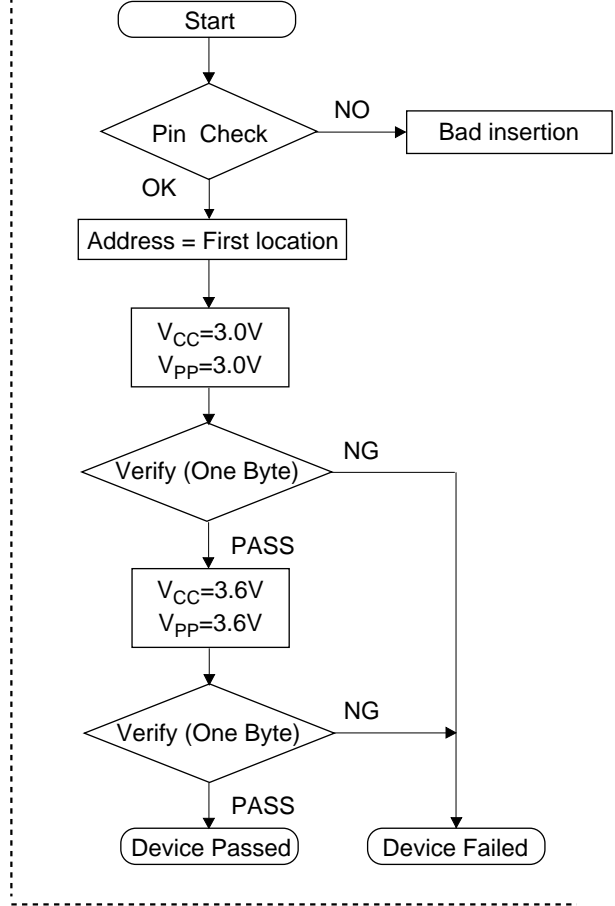 Start
Pin Check
NO
Bad insertion
OK
Address = First location
VCC=3.0V
VPP=3.0V
Verify (One Byte)
NG
PASS
VCC=3.6V
VPP=3.6V
Verify (One Byte)
NG
PASS
Device Passed
Device Failed